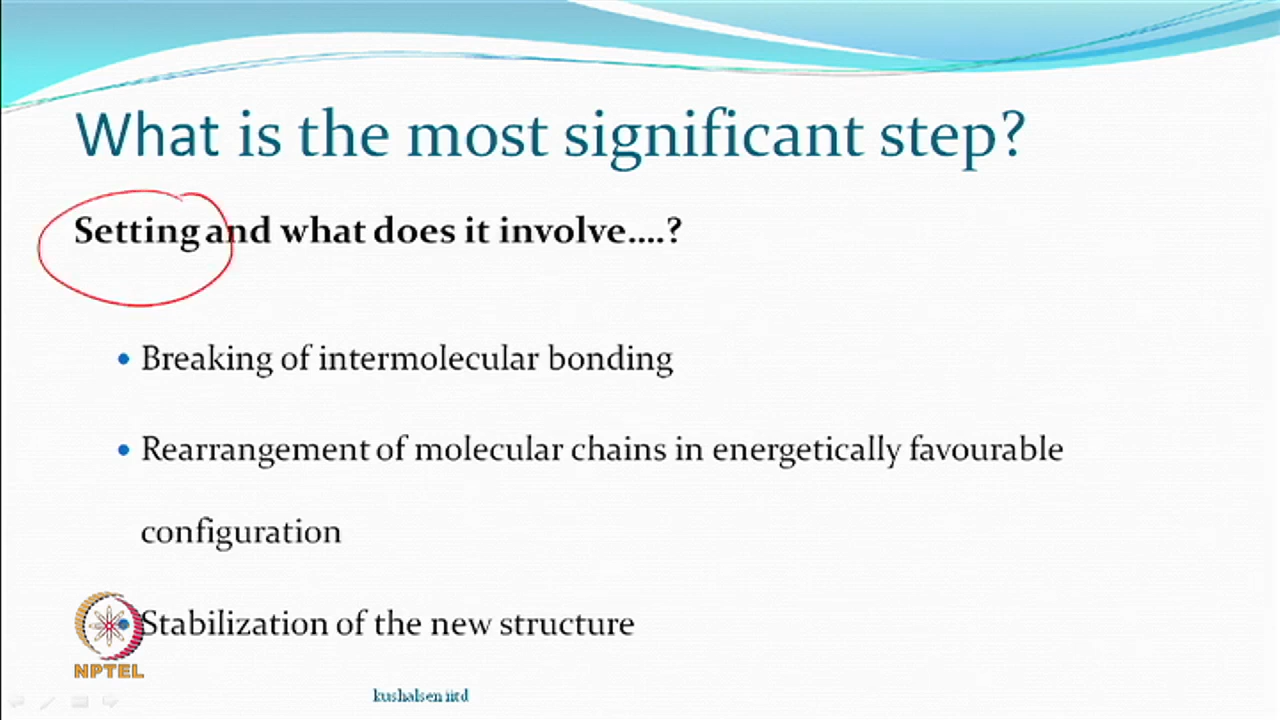 What is the most significant step?
Setting and what does it involve....?
Breaking of intermolecular bonding
Rearrangement of molecular chains in energetically favourable
configuration
Stabilization of the new structure
NPTEL
kushalsen iitd